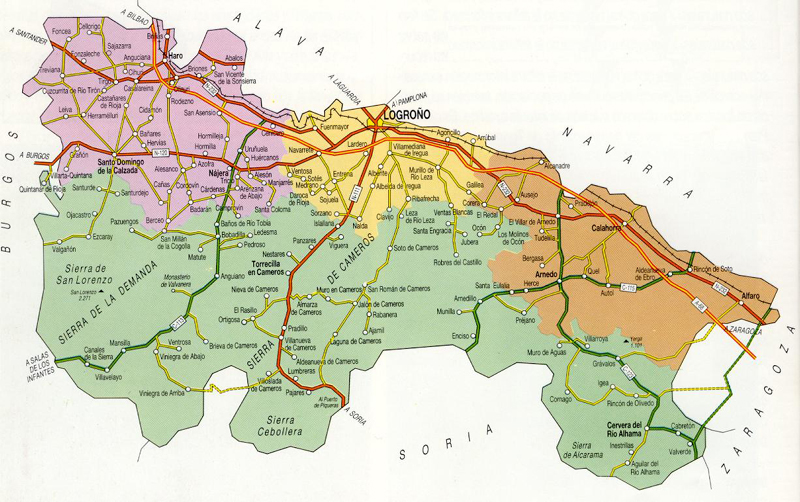 A BILBAO
ALAVA
Foncea
Cellorigo
Sajazarra
A SANTANDER
Fonzaleche
Anguciana
Haro
Abalos
Cihuri
Briones
San Vicente
de la Sonsierra
Treviana
Tirgo
Casalarreina
Cuzcurrita de Río Tirón
Rodezno
N-232
A LAGUARDIA
A PAMPLONA
Castañares
de Rioja
Cidamón
San Asensio
LOGROÑO
Leiva
Herramélluri
Cenicero
Fuenmayor
Agoncillo
Arrúbal
NAVARRA
BURGOS
Bañares
Hervías
Hormilleja
Hormilla
Uruñuela
Huércanos
Navarrete
Lardero
Villamediana
de Iregua
A BURGOS
Grañón
N-120
Santo Domingo
de la Calzada
Azofra
Alesanco
Nájera
Alesón
Manjarrés
Ventosa
Sotés
Entrena
Alberite
Murillo de
Río Leza
Alcanadre
Villarta-Quintana
Quintanar de Rioja
Santurde
Santurdejo
Cañas
Cordovín
Cárdenas
Tricio
Arenzana
de Abajo
Medrano
Daroca
de Rioja
Sojuela
Albelda de Iregua
Galilea
N-232
Ausejo
Badarán
Camprovín
Santa Coloma
Sorzano
N-111
Clavijo
Ribafrecha
Corera
Pradejón
Ojacastro
Pazuengos
Berceo
Islallana
Nalda
Leza de
Río Leza
Ventas Blancas
El Redal
El Villar de Arnedo
Calahorra
Baños de Río Tobía
Ledesma
Santa Engracia
Ocón
Los Molinos
de Ocón
Tudelilla
Ezcaray
San Millán
de la Cogolla
Bobadilla
Pedroso
Panzares
Viguera
Jubera
Valgañón
Matute
Nestares
Soto de Cameros
Robres del Castillo
Bergasa
Rincón de Soto
Sierra de
San Lorenzo
Monasterio
de Valvanera
Anguiano
Torrecilla
en Cameros
Arnedo
Quel
Aldeanueva
de Ebro
San Lorenzo
2.271
Nieva de Cameros
Muro en Cameros
San Román de Cameros
Santa Eulalia
Herce
Autol
C-115
N-232
Alfaro
SIERRA DE LA DEMANDA
El Rasillo
Almarza
de Cameros
Jalón de Cameros
Arnedillo
Munilla
A-68
Ortigosa
Rabanera
Préjano
C-113
Pradillo
Ajamil
A ZARAGOZA
Mansilla
Ventrosa
Brieva de Cameros
Villanueva
de Cameros
Laguna de Cameros
Enciso
Villarroya
A SALAS
DE LOS
INFANTES
Canales
de la Sierra
Viniegra de Abajo
Aldeanueva de Cameros
Muro de Aguas
Grávalos
Villavelayo
Lumbreras
SIERRA DE CAMEROS
Viniegra de Arriba
Villoslada
de Cameros
Pajares
Al Puerto
de Piqueras
A SORIA
Igea
Cornago
Rincón de Olivedo
ZARAGOZA
Sierra
Cebollera
SORIA
Cervera del
Río Alhama
Cabretón
Inestrillas
Valverde
Sierra
de Alcarama
Aguilar del
Río Alhama